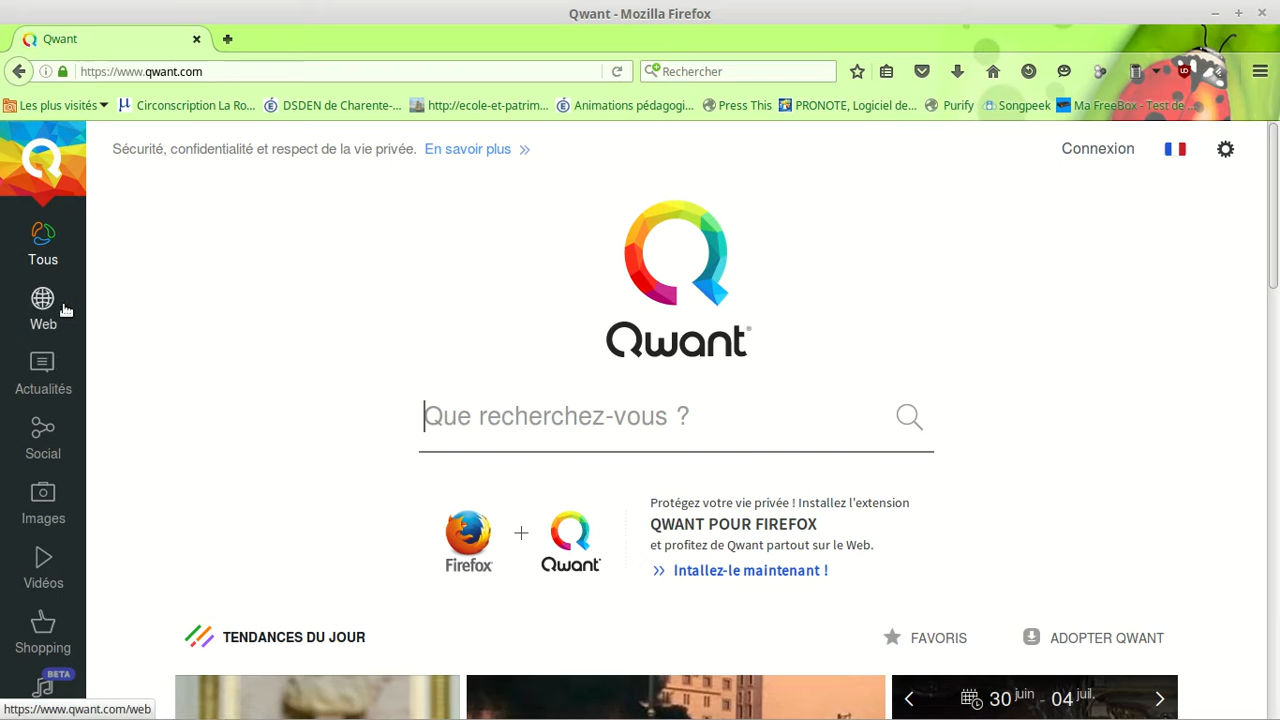 Qwant - Mozilla Firefox
Qwant
https://www.qwant.com
Rechercher
Les plus visités
Circonscription La Ro...
DSDEN de Charente-...
http://ecole-et-patrim...
Animations pédagogi...
Press This
PRONOTE, Logiciel de...
Purify
Songpeek
Ma FreeBox - Test de ...
Sécurité, confidentialité et respect de la vie privée. En savoir plus
Connexion
Tous
Web
Actualités
Social
Images
Vidéos
Shopping
BETA
Qwant
Que recherchez-vous ?
Firefox
Qwant
Protégez votre vie privée ! Installez l'extension
QWANT POUR FIREFOX
et profitez de Qwant partout sur le Web.
Intallez-le maintenant !
TENDANCES DU JOUR
FAVORIS
ADOPTER QWANT
30 juin - 04 juil.
https://www.qwant.com/web